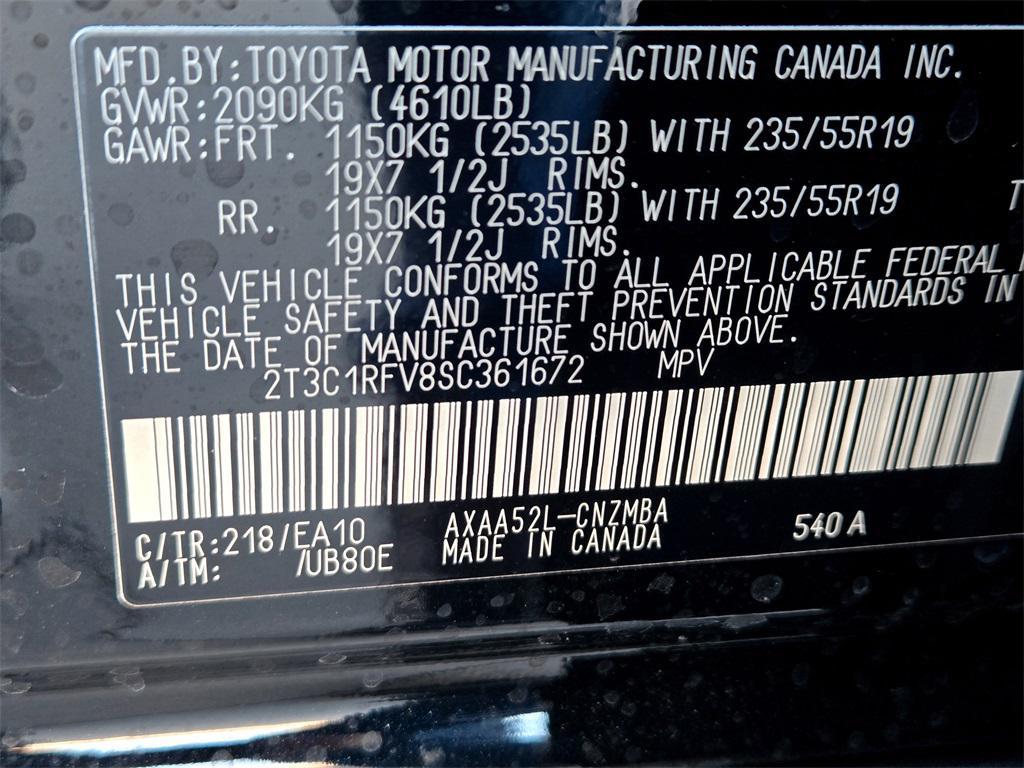 MFD.BY:TOYOTA MOTOR MANUFACTURING CANADA INC.
GVWR:2090KG (4610LB)
GAWR:FRT. 1150KG (2535LB) WITH 235/55R19
19X7 1/2J RIMS.
RR. 1150KG (2535LB) WITH 235/55R19
19X7 1/2J RIMS.
THIS VEHICLE CONFORMS TO ALL APPLICABLE FEDERAL
VEHICLE SAFETY AND THEFT PREVENTION STANDARDS IN
THE DATE OF MANUFACTURE SHOWN ABOVE.
2T3C1RFV8SC361672 MPV
C/TR:218/EA10 AXAA52L-CNZMBA 540 A
A/TM: /UB80E MADE IN CANADA